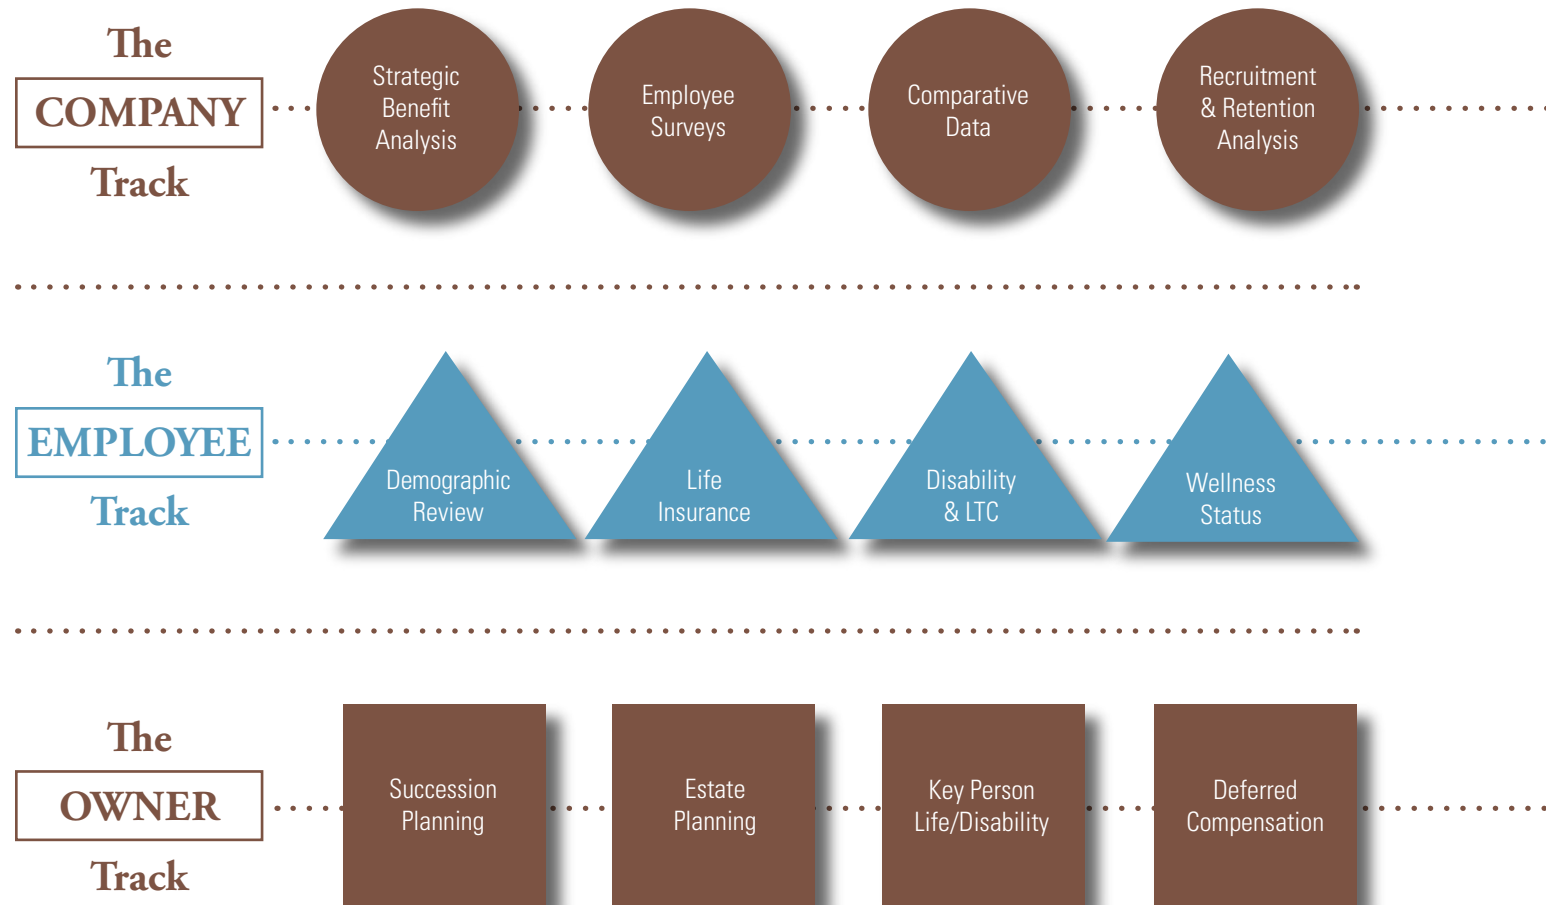 The
COMPANY
Track
Strategic
Benefit
Analysis
Employee
Surveys
Comparative
Data
Recruitment
& Retention
Analysis
The
EMPLOYEE
Track
Demographic
Review
Life
Insurance
Disability
& LTC
Wellness
Status
The
OWNER
Track
Succession
Planning
Estate
Planning
Key Person
Life/Disability
Deferred
Compensation